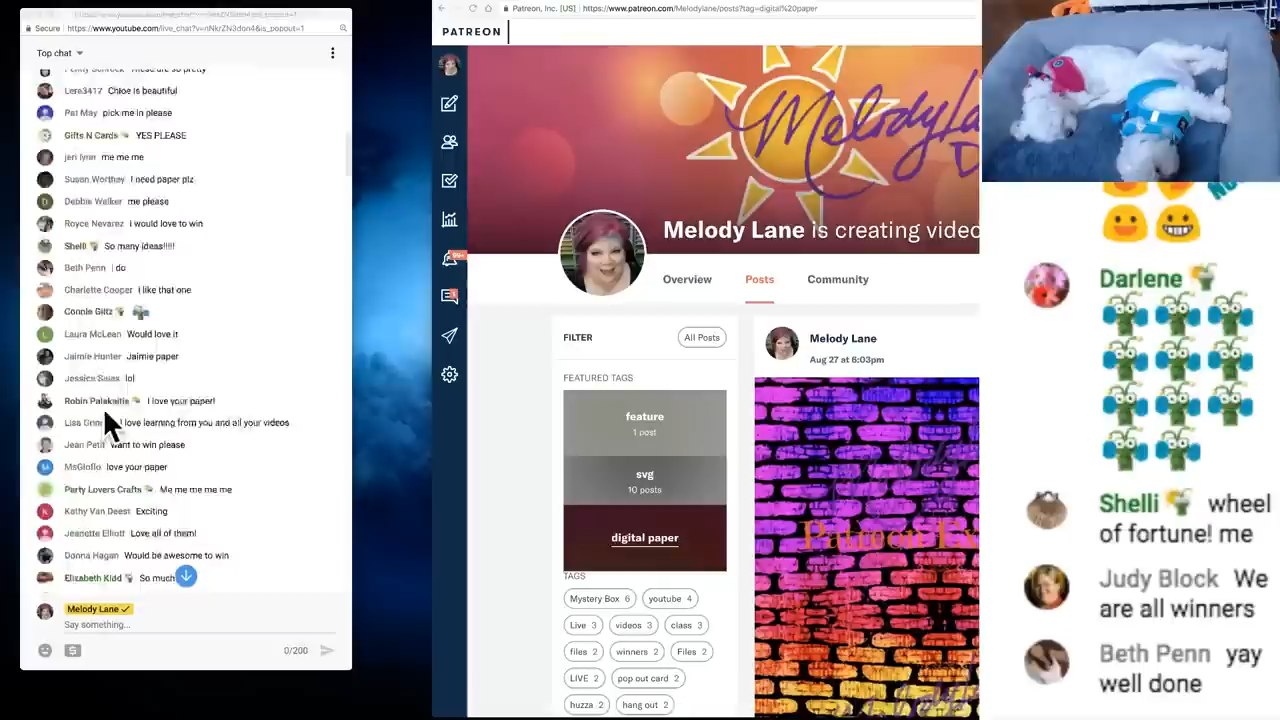 Secure https://www.youtube.com/live_chat?v=nNkrZN3don4&is_popout=1
Top chat
Lora3417 Chloe is beautiful
Pat May pick me in please
Gifts N Cards YES PLEASE
jeri lynn me me me
Susan Worthey I need paper plz
Debbie Walker me please
Royce Nevarez i would love to win
Shelli So many ideas!!!!!
Beth Penn I do
Charlotte Cooper I like that one
Connie Giltz
Laura McLean Would love it
Jaimie Hunter Jaimie paper
Jessica Swas lol
Robin Palakaitis I love your paper!
Lisa love learning from you and all your videos
Jean Petit want to win please
MsGloflo love your paper
Party Lovers Crafts Me me me me me
Kathy Van Deest Exciting
Jeanette Elliott Love all of them!
Donna Hagan Would be awesome to win
Elizabeth Kidd So much
Melody Lane
Say something...
0/200
Patreon, Inc. [US] https://www.patreon.com/Melodylane/posts?tag=digital%20paper
PATREON
99+
Melody La
Melody Lane is creating video
Overview Posts Community
FILTER All Posts
FEATURED TAGS
feature
1 post
svg
10 posts
digital paper
TAGS
Mystery Box 6 youtube 4
Live 3 videos 3 class 3
files 2 winners 2 Files 2
LIVE 2 pop out card 2
huzza 2 hang out 2
Melody Lane
Aug 27 at 6:03pm
Patreon Ex
Darlene
Shelli wheel
of fortune! me
Judy Block We
are all winners
Beth Penn yay
well done